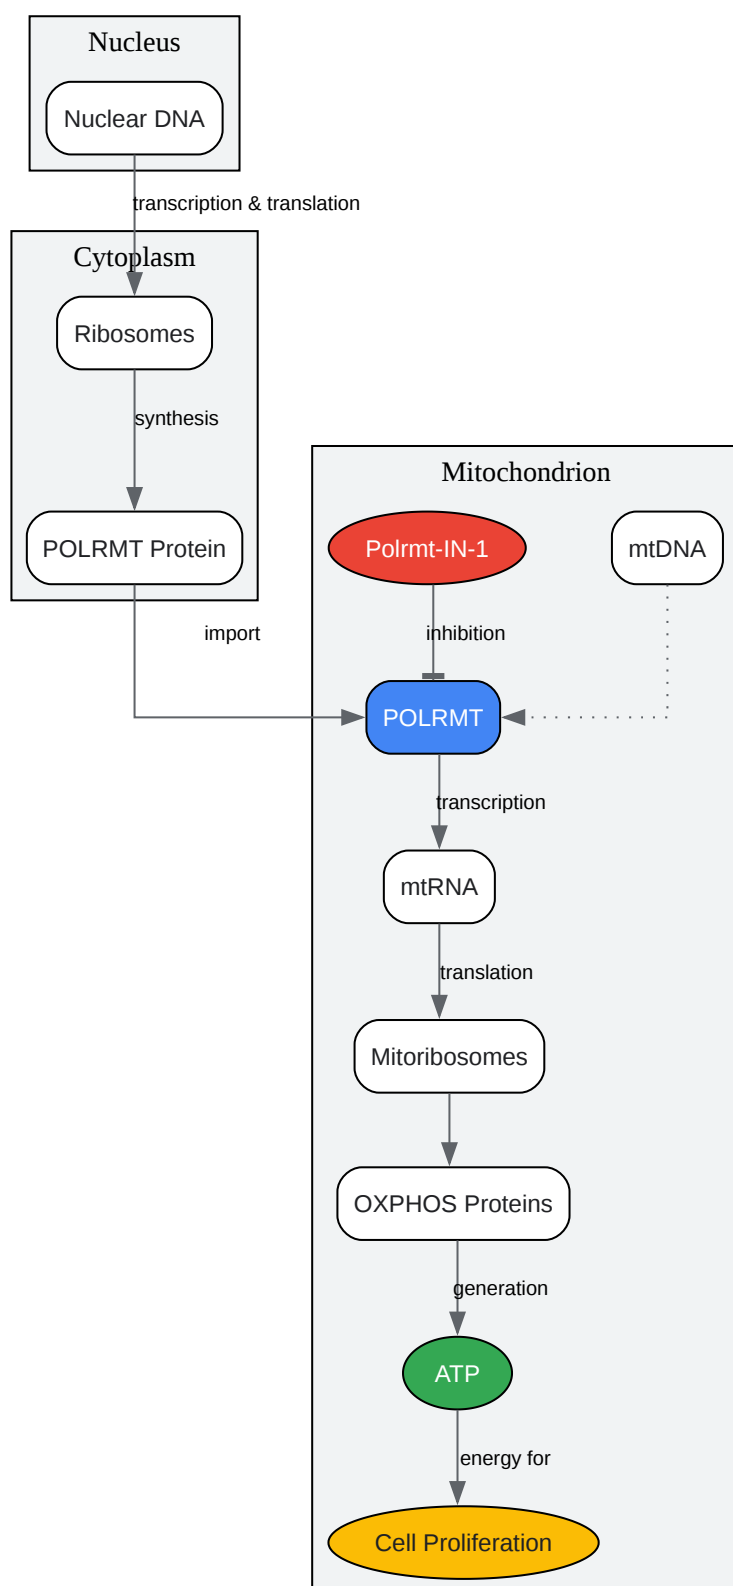 Nucleus
Nuclear DNA
transcription & translation
Cytoplasm
Ribosomes
synthesis
POLRMT Protein
import
Mitochondrion
Polrmt-IN-1
mtDNA
inhibition
POLRMT
transcription
mtRNA
translation
Mitoribosomes
OXPHOS Proteins
generation
ATP
energy for
Cell Proliferation